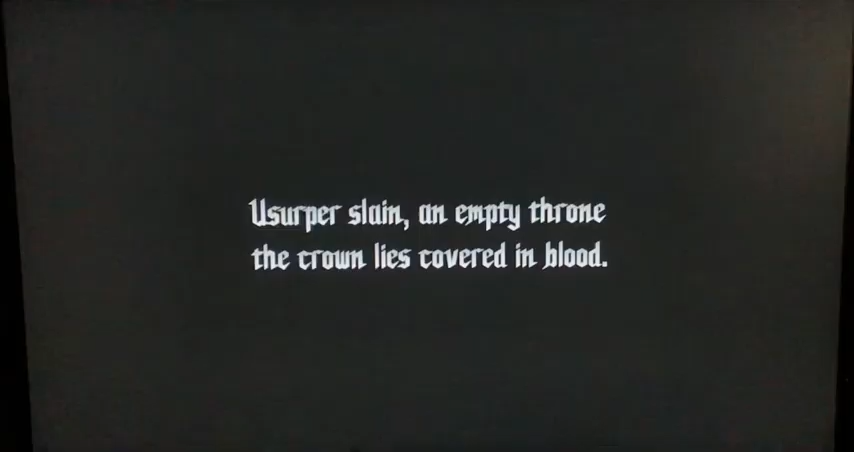 Usurper slain, an empty throne
the crown lies covered in blood.